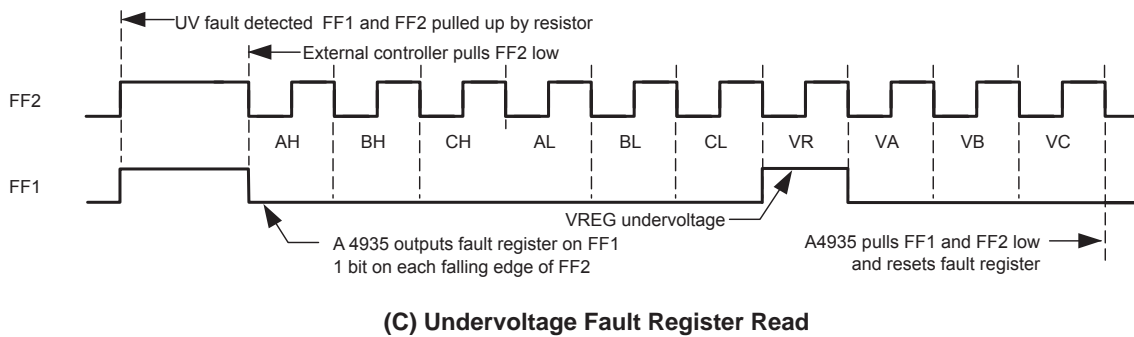 UV fault detected FF1 and FF2 pulled up by resistor
External controller pulls FF2 low
FF2
AH BH CH AL BL CL VR VA VB VC
FF1
VREG undervoltage
A 4935 outputs fault register on FF1
1 bit on each falling edge of FF2
A4935 pulls FF1 and FF2 low
and resets fault register
(C) Undervoltage Fault Register Read